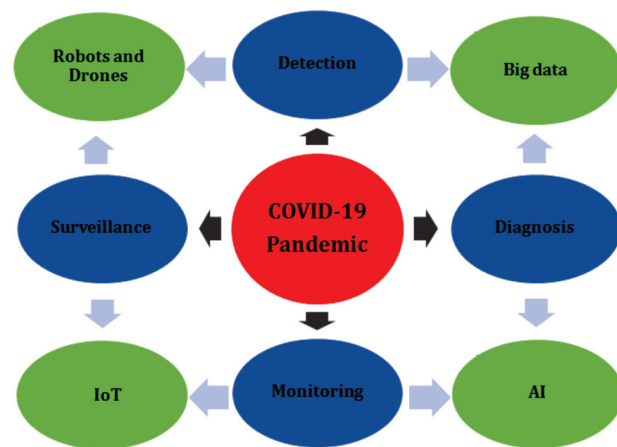 Robots and
Drones
Detection
Big data
Surveillance
COVID-19
Pandemic
Diagnosis
IoT
Monitoring
AI